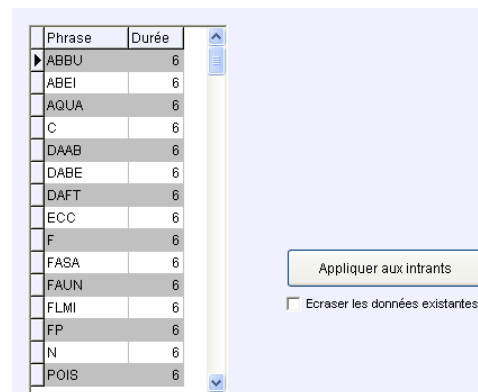 Phrase Durée
ABBU 6
ABEI 6
AQUA 6
C 6
DAAB 6
DABE 6
DAFT 6
ECC 6
F 6
FASA 6
FAUN 6
FLMI 6
FP 6
N 6
POIS 6
Appliquer aux intrants
Ecraser les données existantes